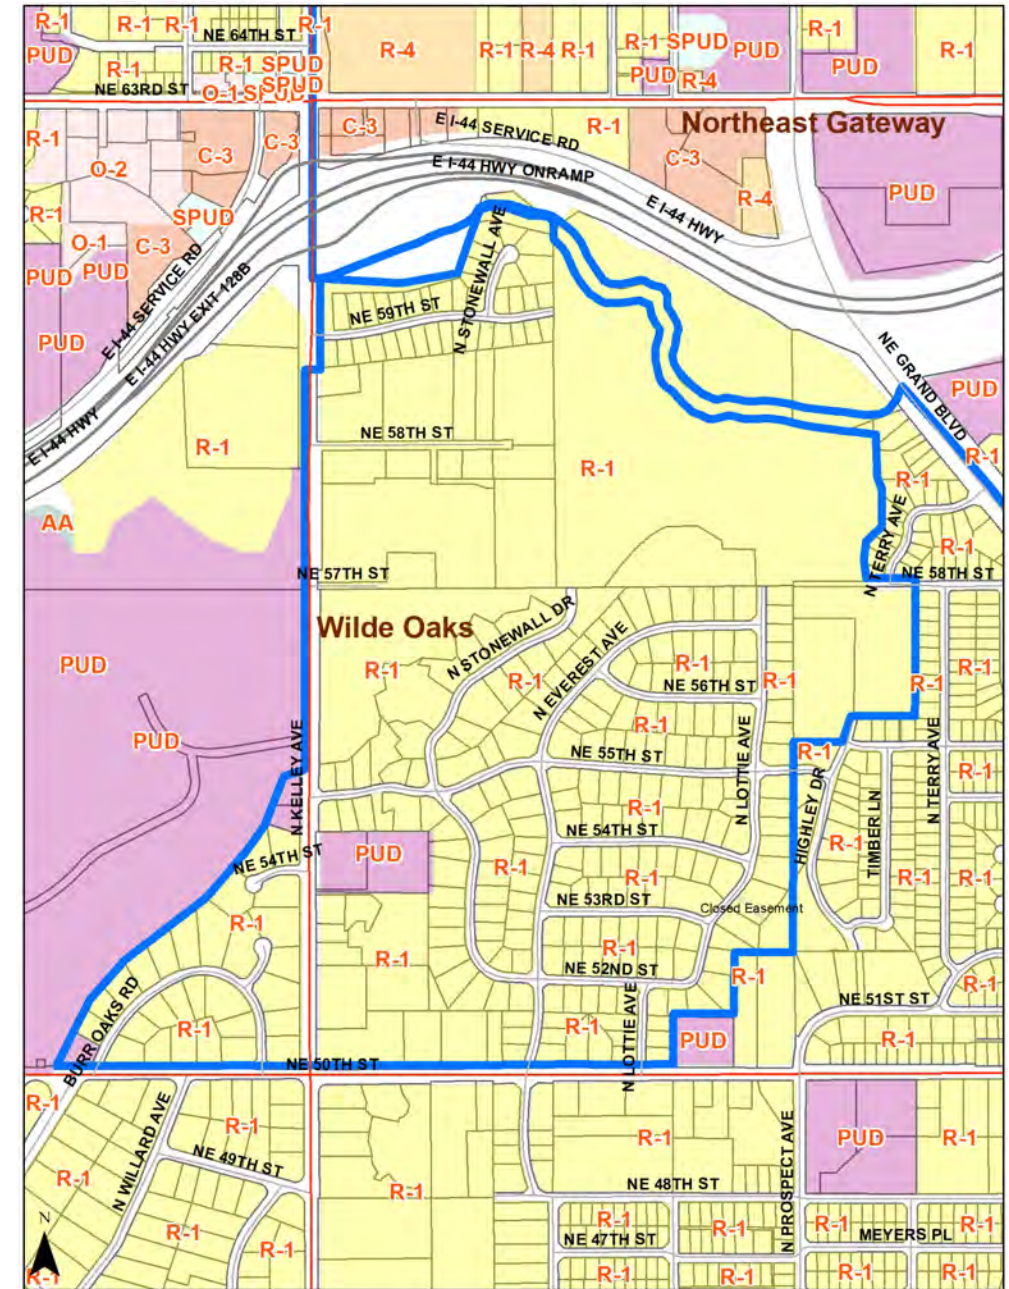 R-1
R-1
R-1
R-1
NE 64TH ST
PUD
R-1
R-1
SPUD
NE 63RD ST
O-1
SPUD
SPUD
R-4
R-1
R-4
R-1
R-1
SPUD
PUD
PUD
R-4
R-1
PUD
R-1
R-1
O-2
C-3
C-3
C-3
E I-44 SERVICE RD
R-1
Northeast Gateway
C-3
E I-44 HWY ONRAMP
R-4
E I-44 HWY
PUD
R-1
SPUD
O-1
C-3
PUD
PUD
PUD
E I-44 SERVICE RD
E I-44 HWY EXIT 128B
E I-44 HWY
N STONEWALL AVE
NE 59TH ST
NE GRAND BLVD
PUD
NE 58TH ST
R-1
R-1
R-1
R-1
AA
N TERRY AVE
R-1
NE 57TH ST
NE 58TH ST
Wilde Oaks
PUD
R-1
N STONEWALL DR
R-1
N EVEREST AVE
R-1
NE 56TH ST
R-1
R-1
R-1
R-1
PUD
N KELLEY AVE
NE 55TH ST
N LOTTIE AVE
R-1
HIGHLEY DR
TIMBER LN
N TERRY AVE
R-1
R-1
NE 54TH ST
R-1
NE 54TH ST
PUD
R-1
R-1
R-1
R-1
NE 53RD ST
Closed Easement
R-1
R-1
R-1
NE 52ND ST
R-1
R-1
BURR OAKS RD
R-1
N LOTTIE AVE
R-1
NE 51ST ST
PUD
R-1
NE 50TH ST
R-1
N WILLARD AVE
R-1
R-1
NE 49TH ST
R-1
R-1
N PROSPECT AVE
PUD
R-1
NE 48TH ST
R-1
R-1
R-1
R-1
R-1
R-1
NE 47TH ST
MEYERS PL
N
R-1
R-1
R-1
R-1
R-1